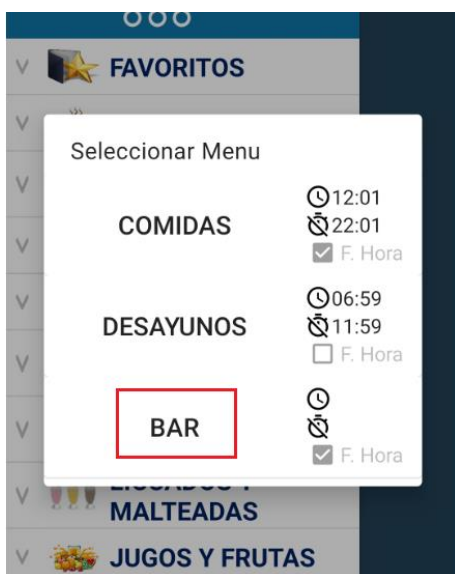 FAVORITOS
Seleccionar Menu
COMIDAS
12:01
22:01
F. Hora
DESAYUNOS
06:59
11:59
F. Hora
BAR
F. Hora
MALTEADAS
JUGOS Y FRUTAS